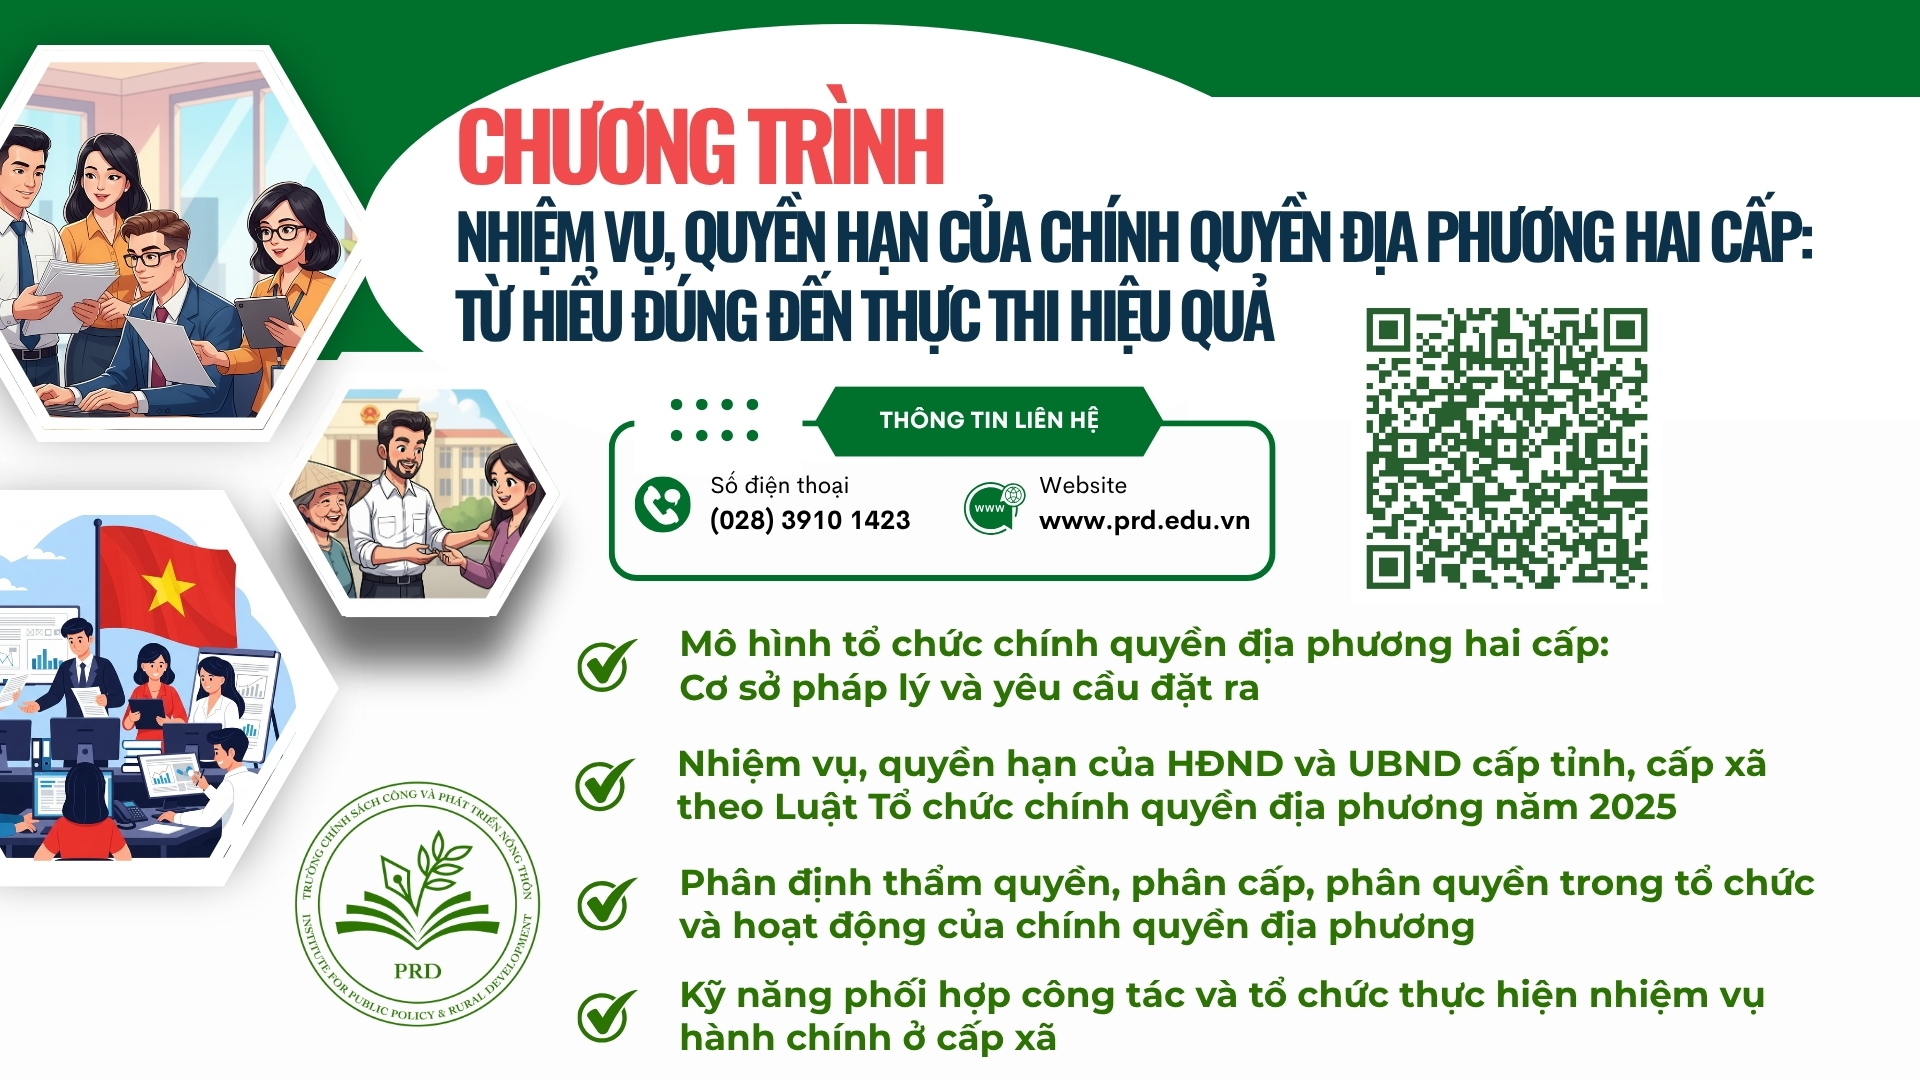 CHƯƠNG TRÌNH
NHIỆM VỤ, QUYỀN HẠN CỦA CHÍNH QUYỀN ĐỊA PHƯƠNG HAI CẤP:
TỪ HIỂU ĐÚNG ĐẾN THỰC THI HIỆU QUẢ
THÔNG TIN LIÊN HỆ
Số điện thoại
(028) 3910 1423
www
Website
www.prd.edu.vn
Mô hình tổ chức chính quyền địa phương hai cấp:
Cơ sở pháp lý và yêu cầu đặt ra
Nhiệm vụ, quyền hạn của HĐND và UBND cấp tỉnh, cấp xã
theo Luật Tổ chức chính quyền địa phương năm 2025
Phân định thẩm quyền, phân cấp, phân quyền trong tổ chức
và hoạt động của chính quyền địa phương
Kỹ năng phối hợp công tác và tổ chức thực hiện nhiệm vụ
hành chính ở cấp xã
TRƯỜNG CHÍNH SÁCH CÔNG VÀ PHÁT TRIỂN NÔNG THÔN
PRD
INSTITUTE FOR PUBLIC POLICY & RURAL DEVELOPMENT